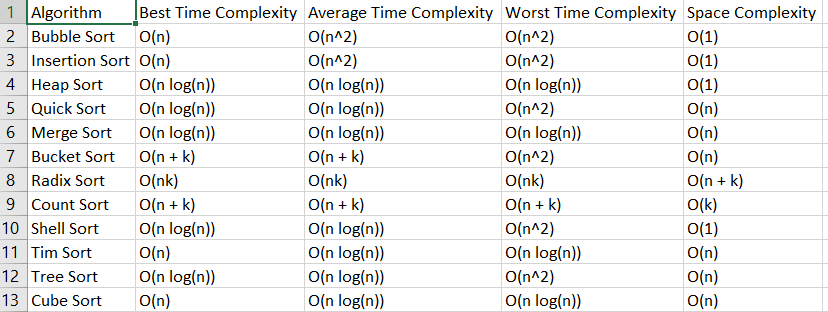 1 Algorithm Best Time Complexity Average Time Complexity Worst Time Complexity Space Complexity
2 Bubble Sort O(n) O(n^2) O(n^2) O(1)
3 Insertion Sort O(n) O(n^2) O(n^2) O(1)
4 Heap Sort O(n log(n)) O(n log(n)) O(n log(n)) O(1)
5 Quick Sort O(n log(n)) O(n log(n)) O(n^2) O(n)
6 Merge Sort O(n log(n)) O(n log(n)) O(n log(n)) O(n)
7 Bucket Sort O(n + k) O(n + k) O(n^2) O(n)
8 Radix Sort O(nk) O(nk) O(nk) O(n + k)
9 Count Sort O(n + k) O(n + k) O(n + k) O(k)
10 Shell Sort O(n log(n)) O(n log(n)) O(n^2) O(1)
11 Tim Sort O(n) O(n log(n)) O(n log(n)) O(n)
12 Tree Sort O(n log(n)) O(n log(n)) O(n^2) O(n)
13 Cube Sort O(n) O(n log(n)) O(n log(n)) O(n)